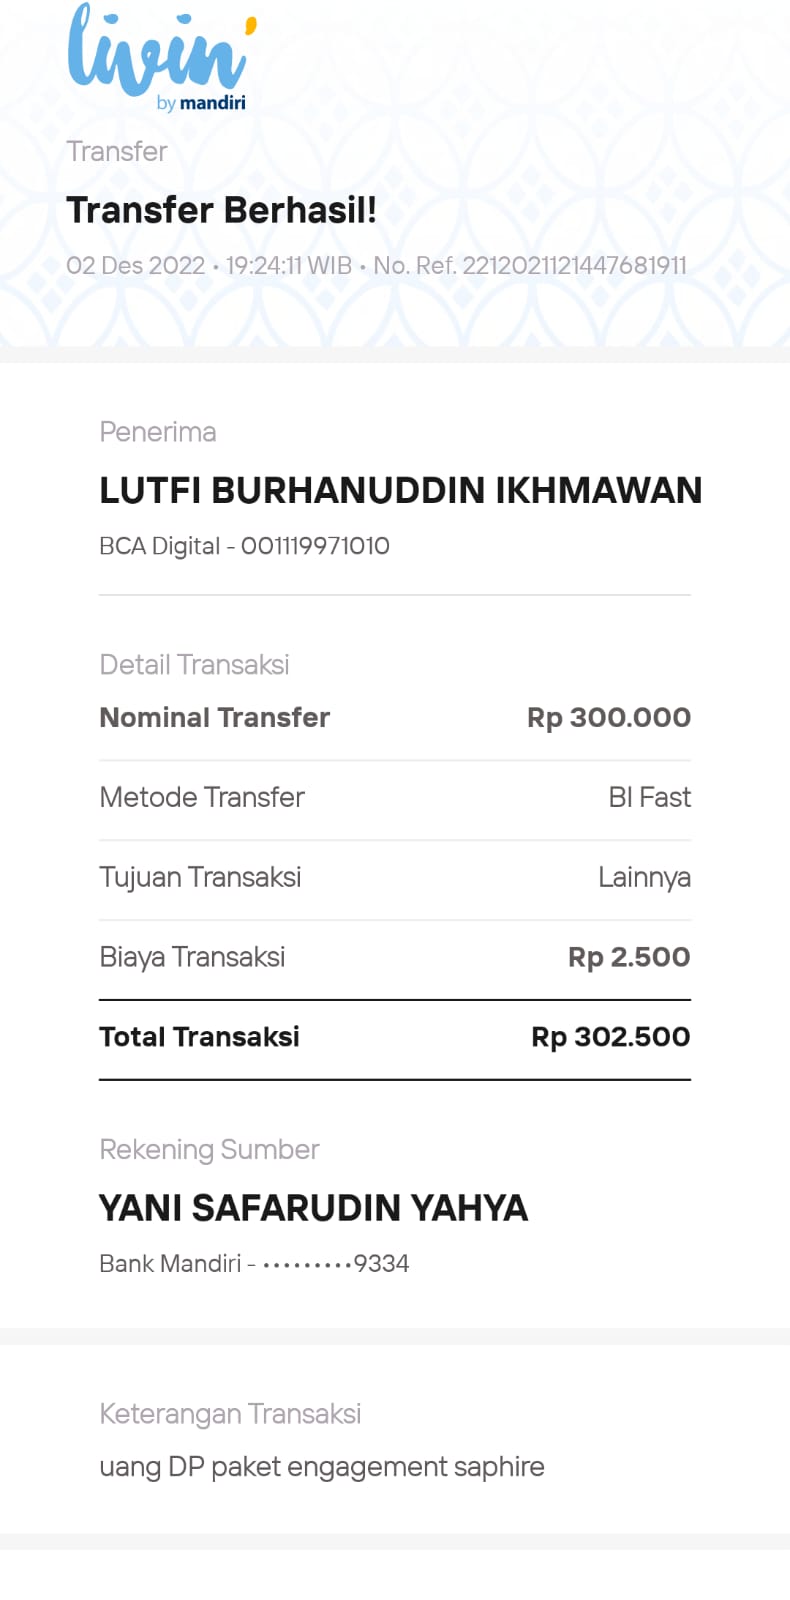 livin'
by mandiri
Transfer
Transfer Berhasil!
02 Des 2022 • 19:24:11 WIB • No. Ref. 2212021121447681911
Penerima
LUTFI BURHANUDDIN IKHMAWAN
BCA Digital - 001119971010
Detail Transaksi
Nominal Transfer Rp 300.000
Metode Transfer BI Fast
Tujuan Transaksi Lainnya
Biaya Transaksi Rp 2.500
Total Transaksi Rp 302.500
Rekening Sumber
YANI SAFARUDIN YAHYA
Bank Mandiri - •••••••••9334
Keterangan Transaksi
uang DP paket engagement saphire